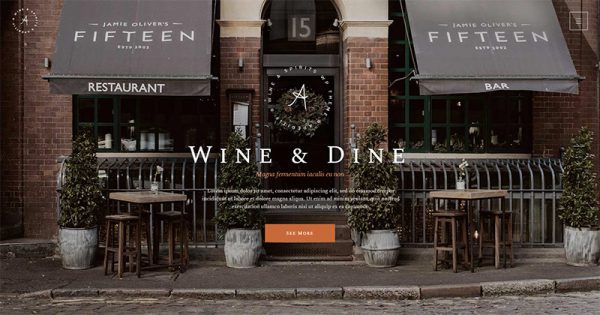 JAMIE OLIVER'S
FIFTEEN
ESTD 2002
RESTAURANT
15
JAMIE OLIVER'S
FIFTEEN
ESTD 2002
BAR
A
WINE & DINE
Magna fermentum iaculis eu non
Lorem ipsum dolor sit amet, consectetur adipiscing elit, sed do eiusmod tempor
incididunt ut labore et dolore magna aliqua. Ut enim ad minim veniam, quis nostrud
exercitation ullamco laboris nisi ut aliquip ex ea commodo.
SEE MORE